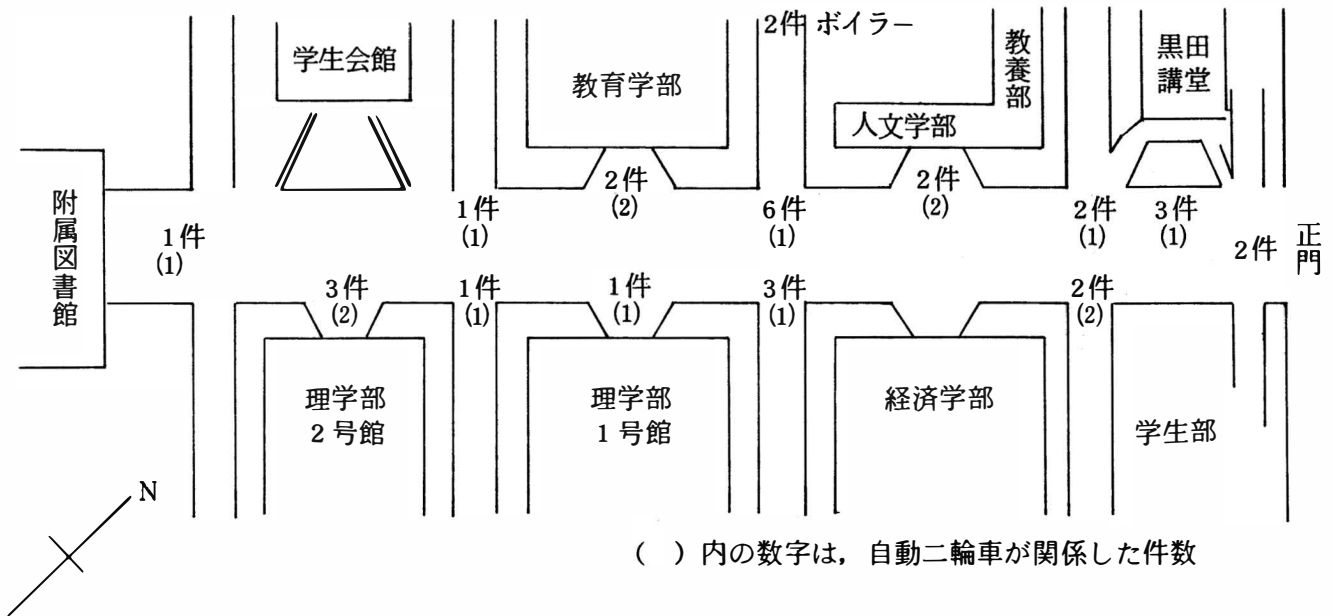 2件 ボイラー
学生会館
教育学部
教養部
人文学部
黒田
講堂
附属図書館
1件
(1)
1件
(1)
2件
(2)
6件
(1)
2件
(2)
2件
(1)
3件
(1)
2件
正門
3件
(2)
1件
(1)
1件
(1)
3件
(1)
2件
(2)
理学部
2号館
理学部
1号館
経済学部
学生部
N
( )内の数字は，自動二輪車が関係した件数